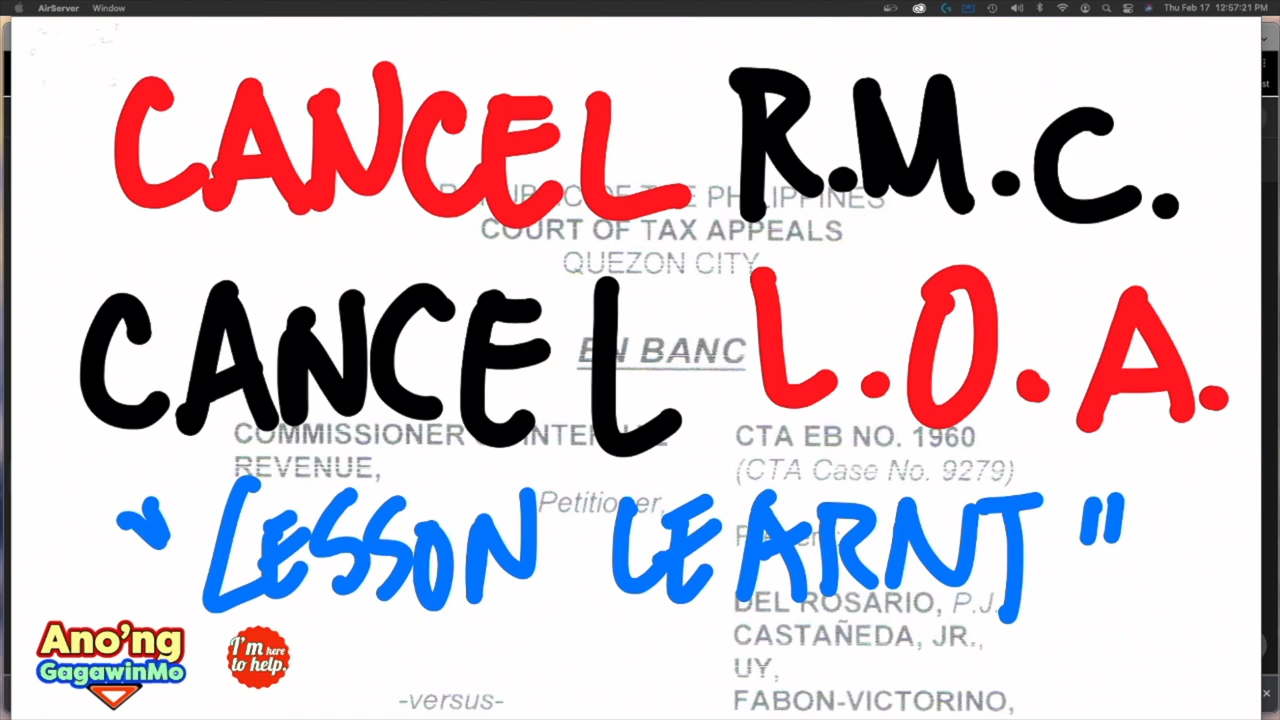 AirServer Window Thu Feb 17 12:57:21 PM
CANCEL R.M.C.
COURT OF TAX APPEALS
QUEZON CITY
CANCEL L.O.A.
EN BANC
COMMISSIONER
REVENUE,
CTA EB NO. 1960
(CTA Case No. 9279)
Petitioner,
"LESSON LEARNT"
DEL ROSARIO, P.J.
CASTAÑEDA, JR.,
UY,
FABON-VICTORINO,
-versus-
Ano'ng
GagawinMo
I'm here
to help.